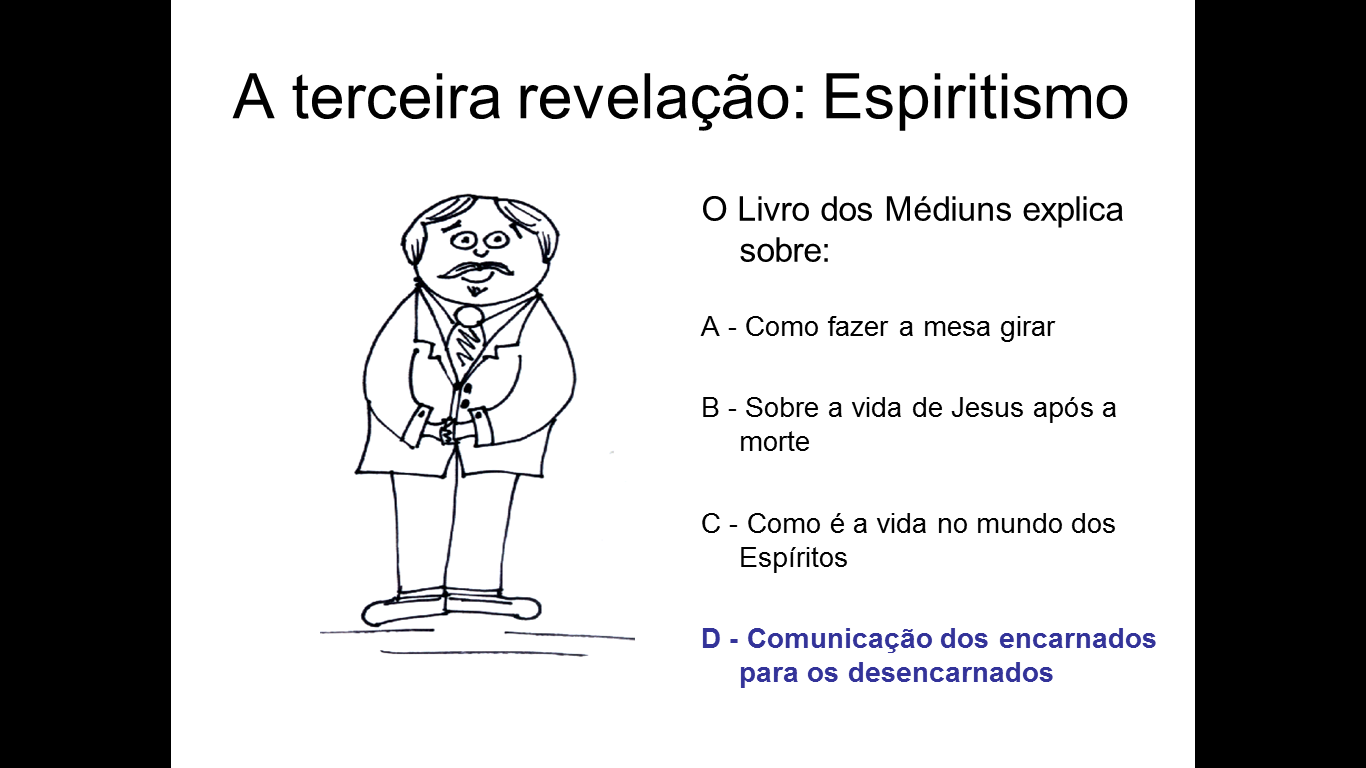 A terceira revelação: Espiritismo
O Livro dos Médiuns explica
sobre:
A - Como fazer a mesa girar
B - Sobre a vida de Jesus após a
morte
C - Como é a vida no mundo dos
Espíritos
D - Comunicação dos encarnados
para os desencarnados